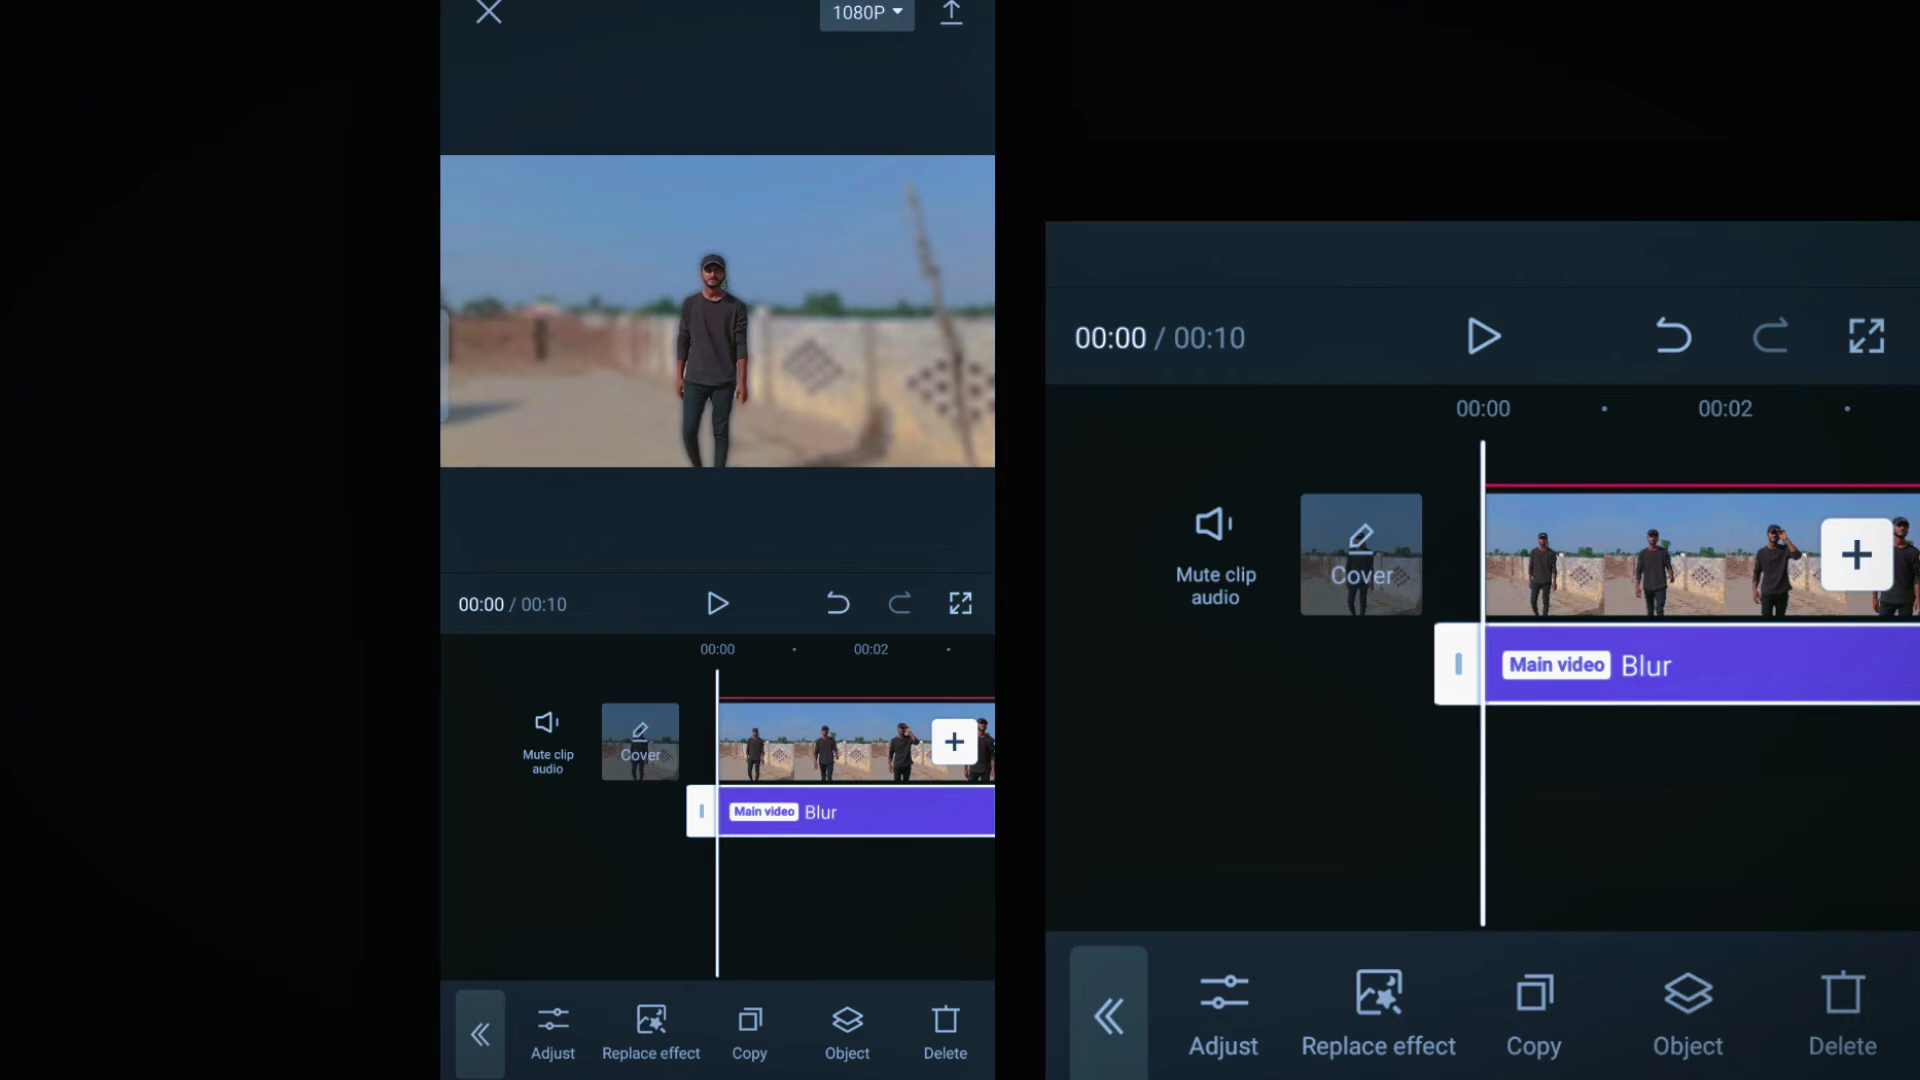 1080P
00:00 / 00:10
00:00
00:02
Mute clip
audio
Cover
Main video
Blur
Adjust
Replace effect
Copy
Object
Delete
00:00 / 00:10
00:00
00:02
Mute clip
audio
Cover
Main video
Blur
Adjust
Replace effect
Copy
Object
Delete